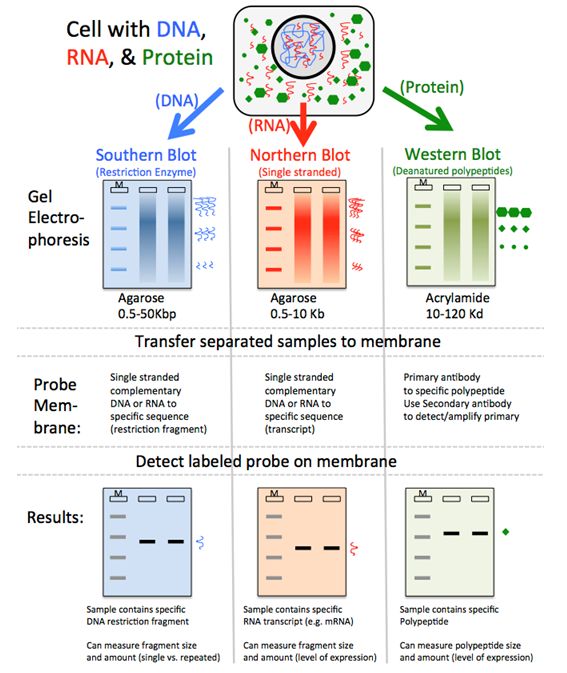 Cell with DNA,
RNA, & Protein
(DNA)
(RNA)
(Protein)
Southern Blot
(Restriction Enzyme)
Northern Blot
(Single stranded)
Western Blot
(Deanatured polypeptides)
Gel
Electro-
phoresis
M
M
M
Agarose
0.5-50Kbp
Agarose
0.5-10 Kb
Acrylamide
10-120 Kd
Transfer separated samples to membrane
Probe
Mem-
brane:
Single stranded
complementary
DNA or RNA to
specific sequence
(restriction fragment)
Single stranded
complementary
DNA or RNA to
specific sequence
(transcript)
Primary antibody
to specific polypeptide
Use Secondary antibody
to detect/amplify primary
Detect labeled probe on membrane
Results:
M
M
M
Sample contains specific
DNA restriction fragment
Can measure fragment size
and amount (single vs. repeated)
Sample contains specific
RNA transcript (e.g. mRNA)
Can measure fragment size
and amount (level of expression)
Sample contains specific
Polypeptide
Can measure polypeptide size
and amount (level of expression)